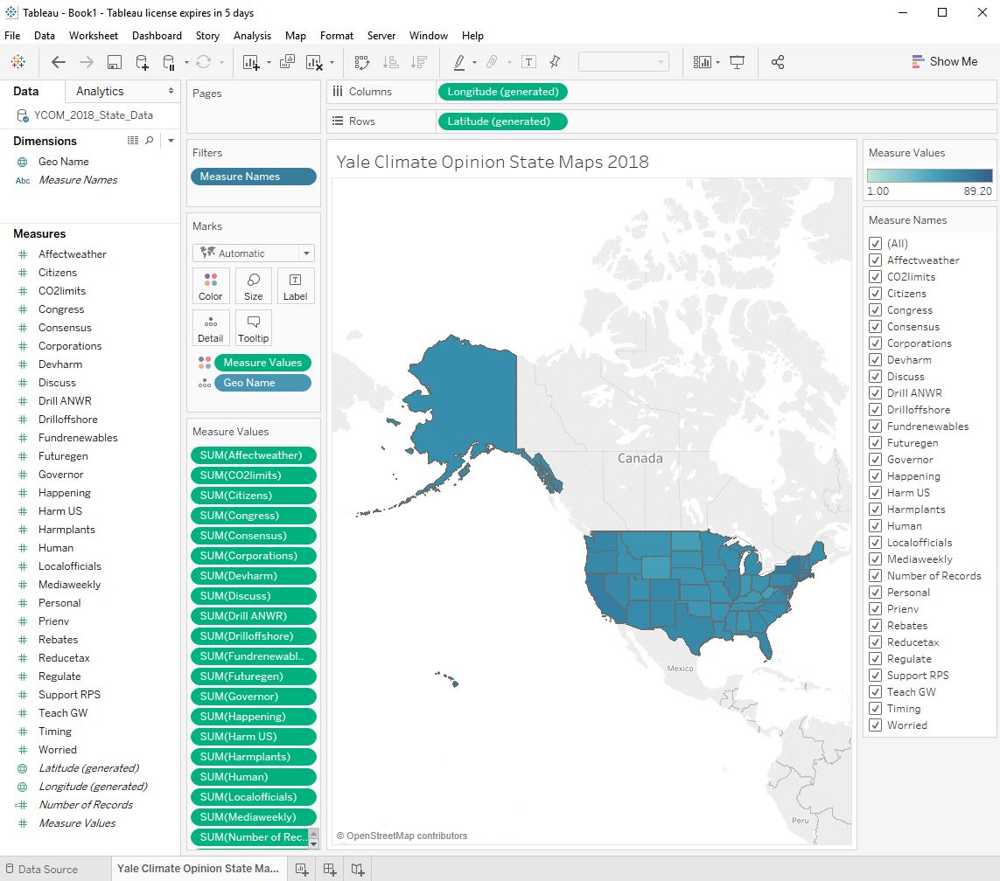 Tableau - Book1 - Tableau license expires in 5 days
File Data Worksheet Dashboard Story Analysis Map Format Server Window Help
Show Me
Data Analytics
YCOM_2018_State_Data
Dimensions
Geo Name
Abc Measure Names
Measures
Affectweather
Citizens
CO2limits
Congress
Consensus
Corporations
Devharm
Discuss
Drill ANWR
Drilloffshore
Fundrenewables
Futuregen
Governor
Happening
Harm US
Harmplants
Human
Localofficials
Mediaweekly
Personal
Prienv
Rebates
Reducetax
Regulate
Support RPS
Teach GW
Timing
Worried
Latitude (generated)
Longitude (generated)
Number of Records
Measure Values
Pages
Filters
Measure Names
Marks
Automatic
Color Size Label
Detail Tooltip
Measure Values
Geo Name
Measure Values
SUM(Affectweather)
SUM(CO2limits)
SUM(Citizens)
SUM(Congress)
SUM(Consensus)
SUM(Corporations)
SUM(Devharm)
SUM(Discuss)
SUM(Drill ANWR)
SUM(Drilloffshore)
SUM(Fundrenewabl..
SUM(Futuregen)
SUM(Governor)
SUM(Happening)
SUM(Harm US)
SUM(Harmplants)
SUM(Human)
SUM(Localofficials)
SUM(Mediaweekly)
SUM(Number of Rec...
Columns Longitude (generated)
Rows Latitude (generated)
Yale Climate Opinion State Maps 2018
Canada
Mexico
Peru
© OpenStreetMap contributors
Measure Values
1.00 89.20
Measure Names
(All)
Affectweather
CO2limits
Citizens
Congress
Consensus
Corporations
Devharm
Discuss
Drill ANWR
Drilloffshore
Fundrenewables
Futuregen
Governor
Happening
Harm US
Harmplants
Human
Localofficials
Mediaweekly
Number of Records
Personal
Prienv
Rebates
Reducetax
Regulate
Support RPS
Teach GW
Timing
Worried
Data Source Yale Climate Opinion State Ma...